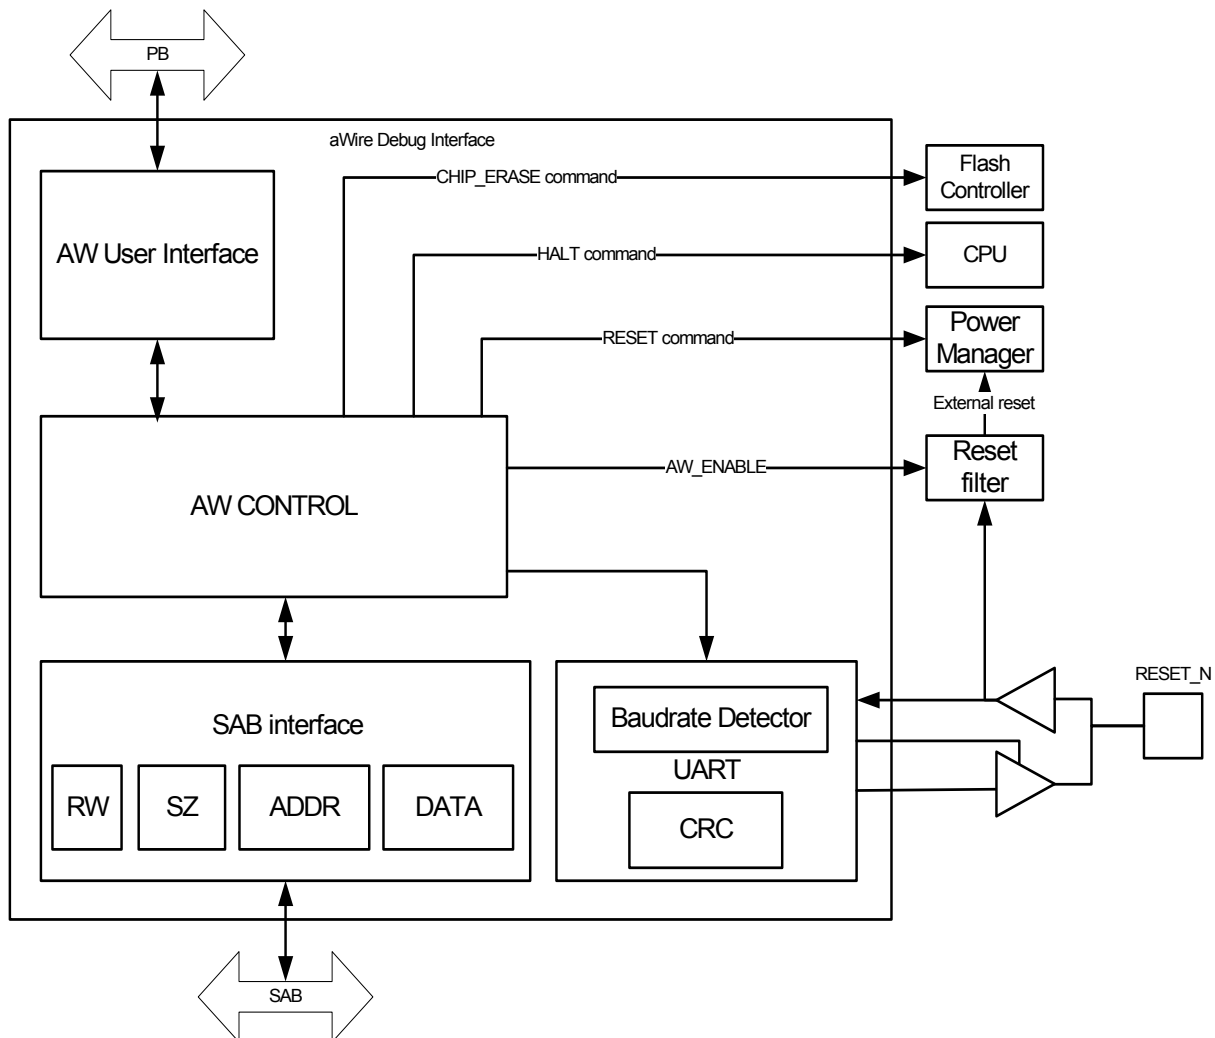 PB
aWire Debug Interface
CHIP_ERASE command
Flash
Controller
AW User Interface
HALT command
CPU
RESET command
Power
Manager
External reset
AW_ENABLE
Reset
filter
AW CONTROL
RESET_N
SAB interface
Baudrate Detector
UART
RW
SZ
ADDR
DATA
CRC
SAB